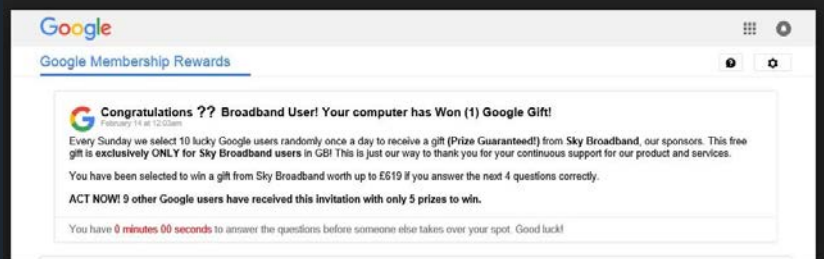 Google
Google Membership Rewards
Congratulations ?? Broadband User! Your computer has Won (1) Google Gift!
February 14 at 12:03am
Every Sunday we select 10 lucky Google users randomly once a day to receive a gift (Prize Guaranteed!) from Sky Broadband, our sponsors. This free
gift is exclusively ONLY for Sky Broadband users in GB! This is just our way to thank you for your continuous support for our product and services.
You have been selected to win a gift from Sky Broadband worth up to £619 if you answer the next 4 questions correctly.
ACT NOW! 9 other Google users have received this invitation with only 5 prizes to win.
You have 0 minutes 00 seconds to answer the questions before someone else takes over your spot. Good luck!